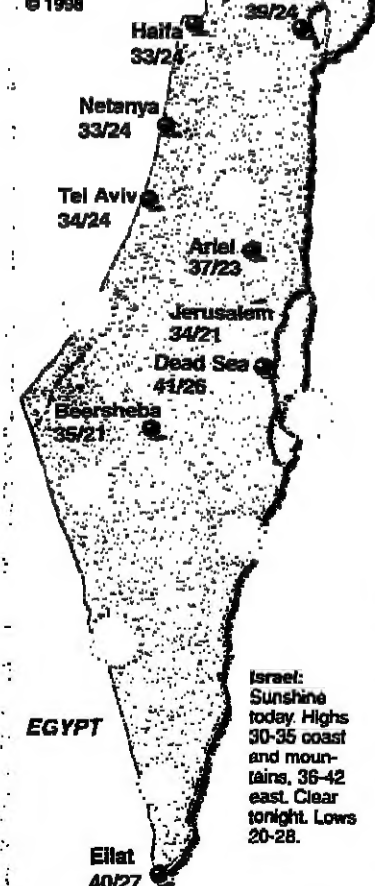 © 1998
39/24
Haifa
33/24
Netanya
33/24
Tel Aviv
34/24
Ariel
37/23
Jerusalem
34/21
Dead Sea
41/26
Beersheba
35/21
EGYPT
Israel:
Sunshine
today. Highs
30-35 coast
and moun-
tains, 36-42
east. Clear
tonight. Lows
20-28.
Eilat
40/27